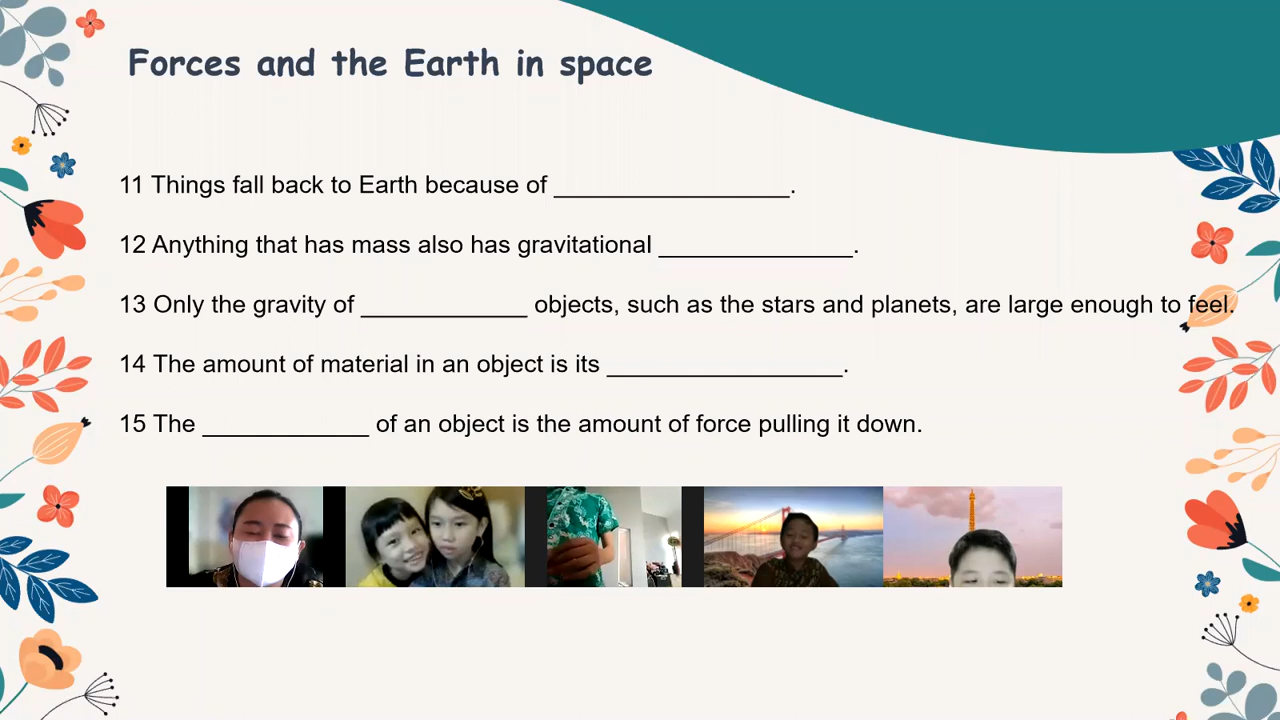 Forces and the Earth in space
11 Things fall back to Earth because of _________________.
12 Anything that has mass also has gravitational ______________.
13 Only the gravity of ____________ objects, such as the stars and planets, are large enough to feel.
14 The amount of material in an object is its _________________.
15 The ____________ of an object is the amount of force pulling it down.